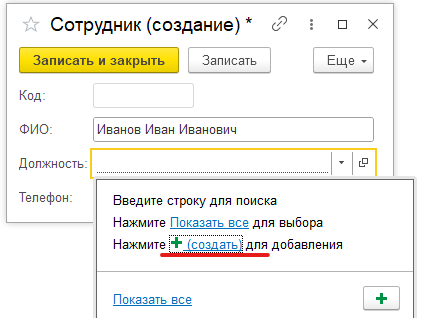 Сотрудник (создание) *
Записать и закрыть Записать Еще
Код:
ФИО: Иванов Иван Иванович
Должность:
Телефон:
Введите строку для поиска
Нажмите Показать все для выбора
Нажмите + (создать) для добавления
Показать все +